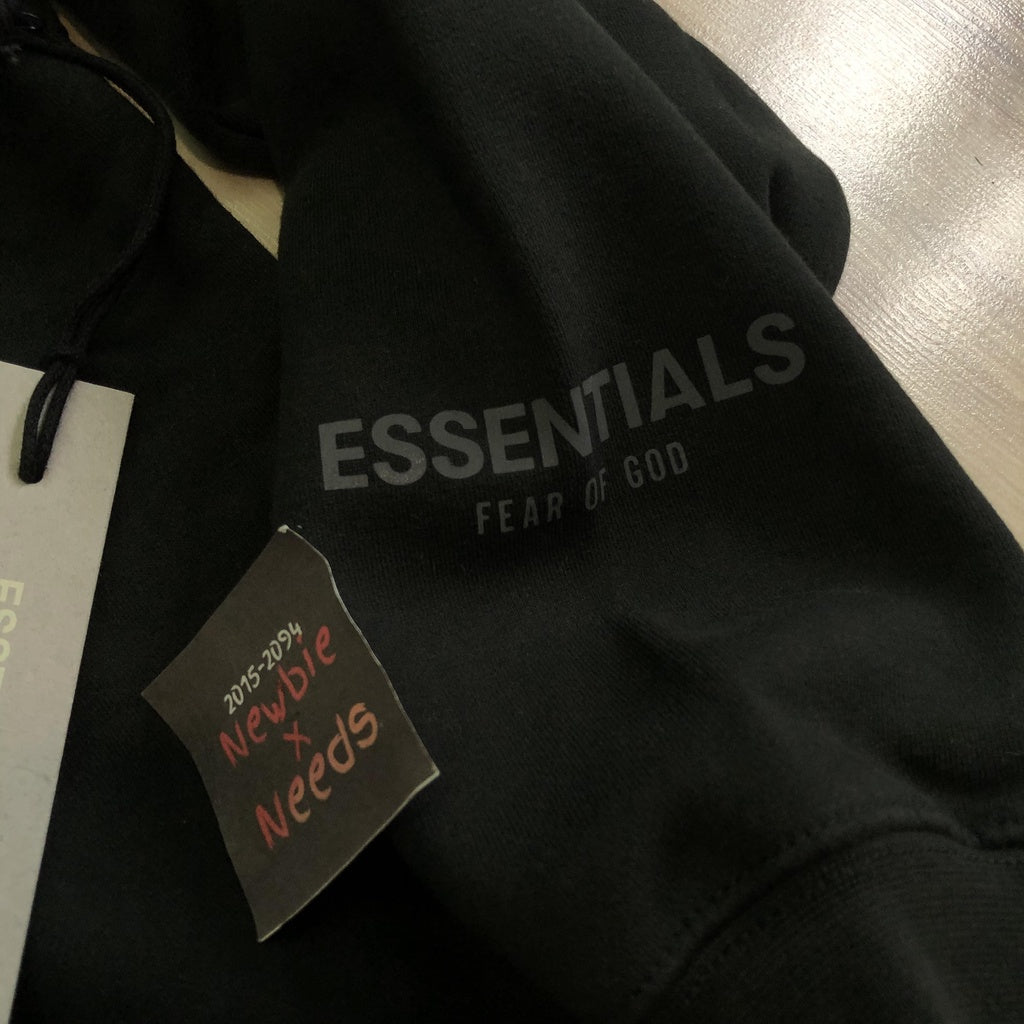 ESSENTIALS
FEAR OF GOD
2015-2094
Newbie
x
Needs